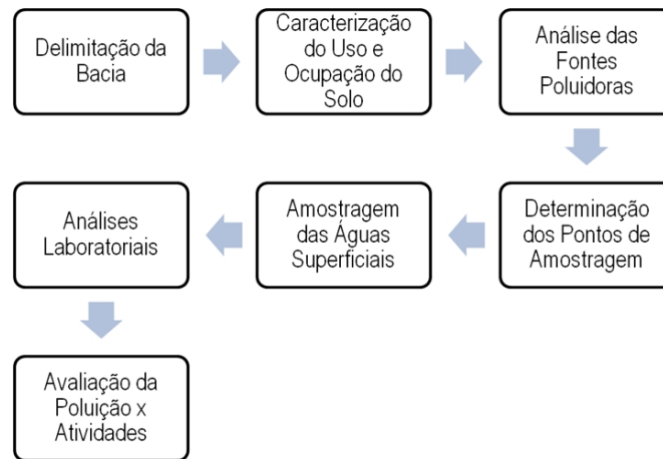 Delimitação da
Bacia
Caracterização
do Uso e
Ocupação do
Solo
Análise das
Fontes
Poluidoras
Determinação
dos Pontos de
Amostragem
Amostragem
das Águas
Superficiais
Análises
Laboratoriais
Avaliação da
Poluição x
Atividades